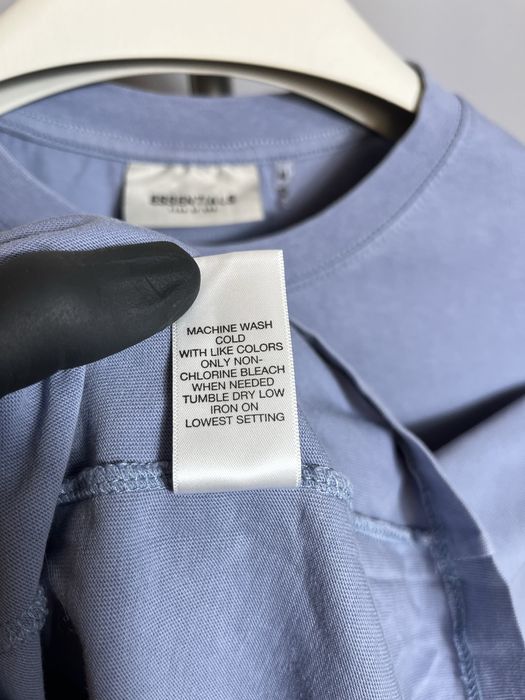 ESSENTIALS
MACHINE WASH
COLD
WITH LIKE COLORS
ONLY NON-
CHLORINE BLEACH
WHEN NEEDED
TUMBLE DRY LOW
IRON ON
LOWEST SETTING